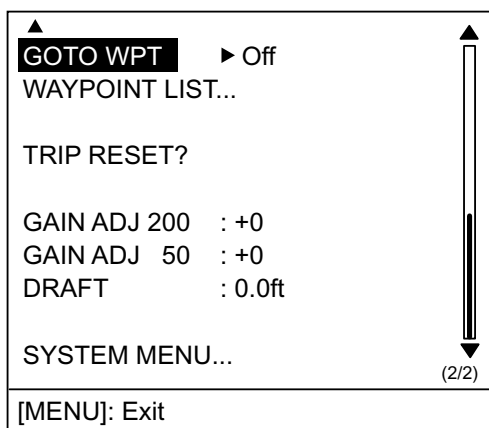 ▲
GOTO WPT ▶ Off
WAYPOINT LIST...
TRIP RESET?
GAIN ADJ 200 : +0
GAIN ADJ 50 : +0
DRAFT : 0.0ft
SYSTEM MENU...
(2/2)
[MENU]: Exit